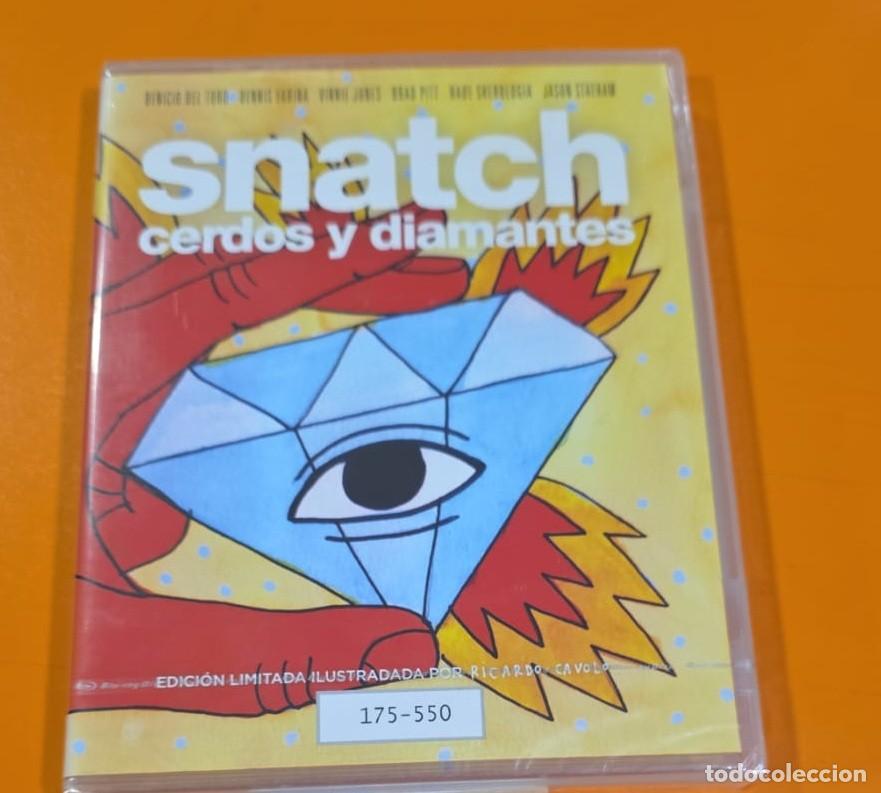 BENICIO DEL TORO DENNIS FARINA VINNIE JONES BRAD PITT RADE SHERBEDGIA JASON STATHAM
snatch
cerdos y diamantes
EDICIÓN LIMITADA ILUSTRADADA POR RICARDO CAVOLO
175-550
todocoleccion